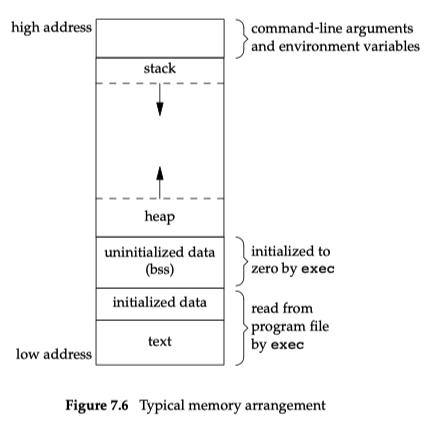 high address
command-line arguments
and environment variables
stack
heap
uninitialized data
(bss)
initialized to
zero by exec
initialized data
read from
program file
by exec
text
low address
Figure 7.6 Typical memory arrangement